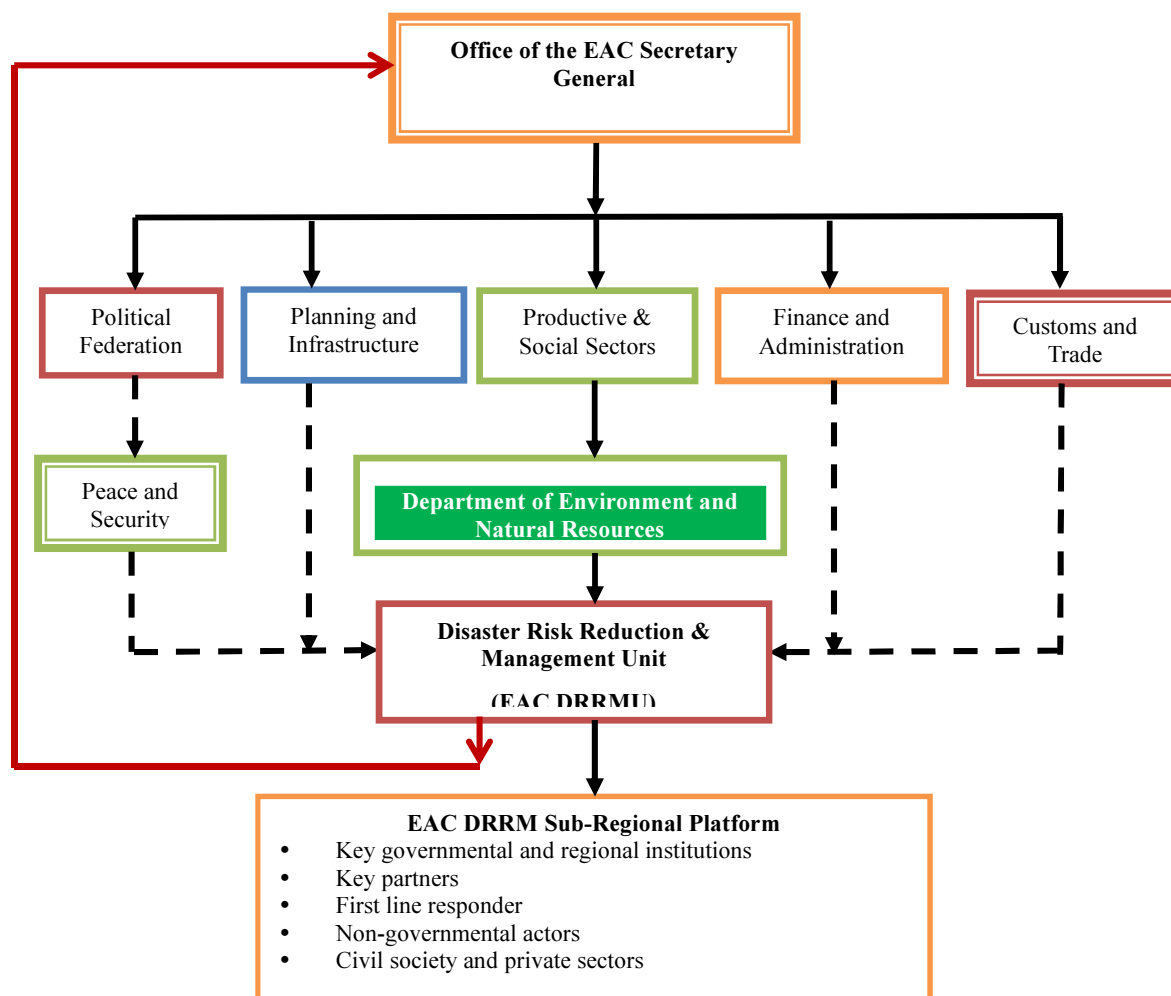 Office of the EAC Secretary
General
Political
Federation
Planning and
Infrastructure
Productive &
Social Sectors
Finance and
Administration
Customs and
Trade
Peace and
Security
Department of Environment and
Natural Resources
Disaster Risk Reduction &
Management Unit
(EAC DRRMU)
EAC DRRM Sub-Regional Platform
• Key governmental and regional institutions
• Key partners
• First line responder
• Non-governmental actors
• Civil society and private sectors